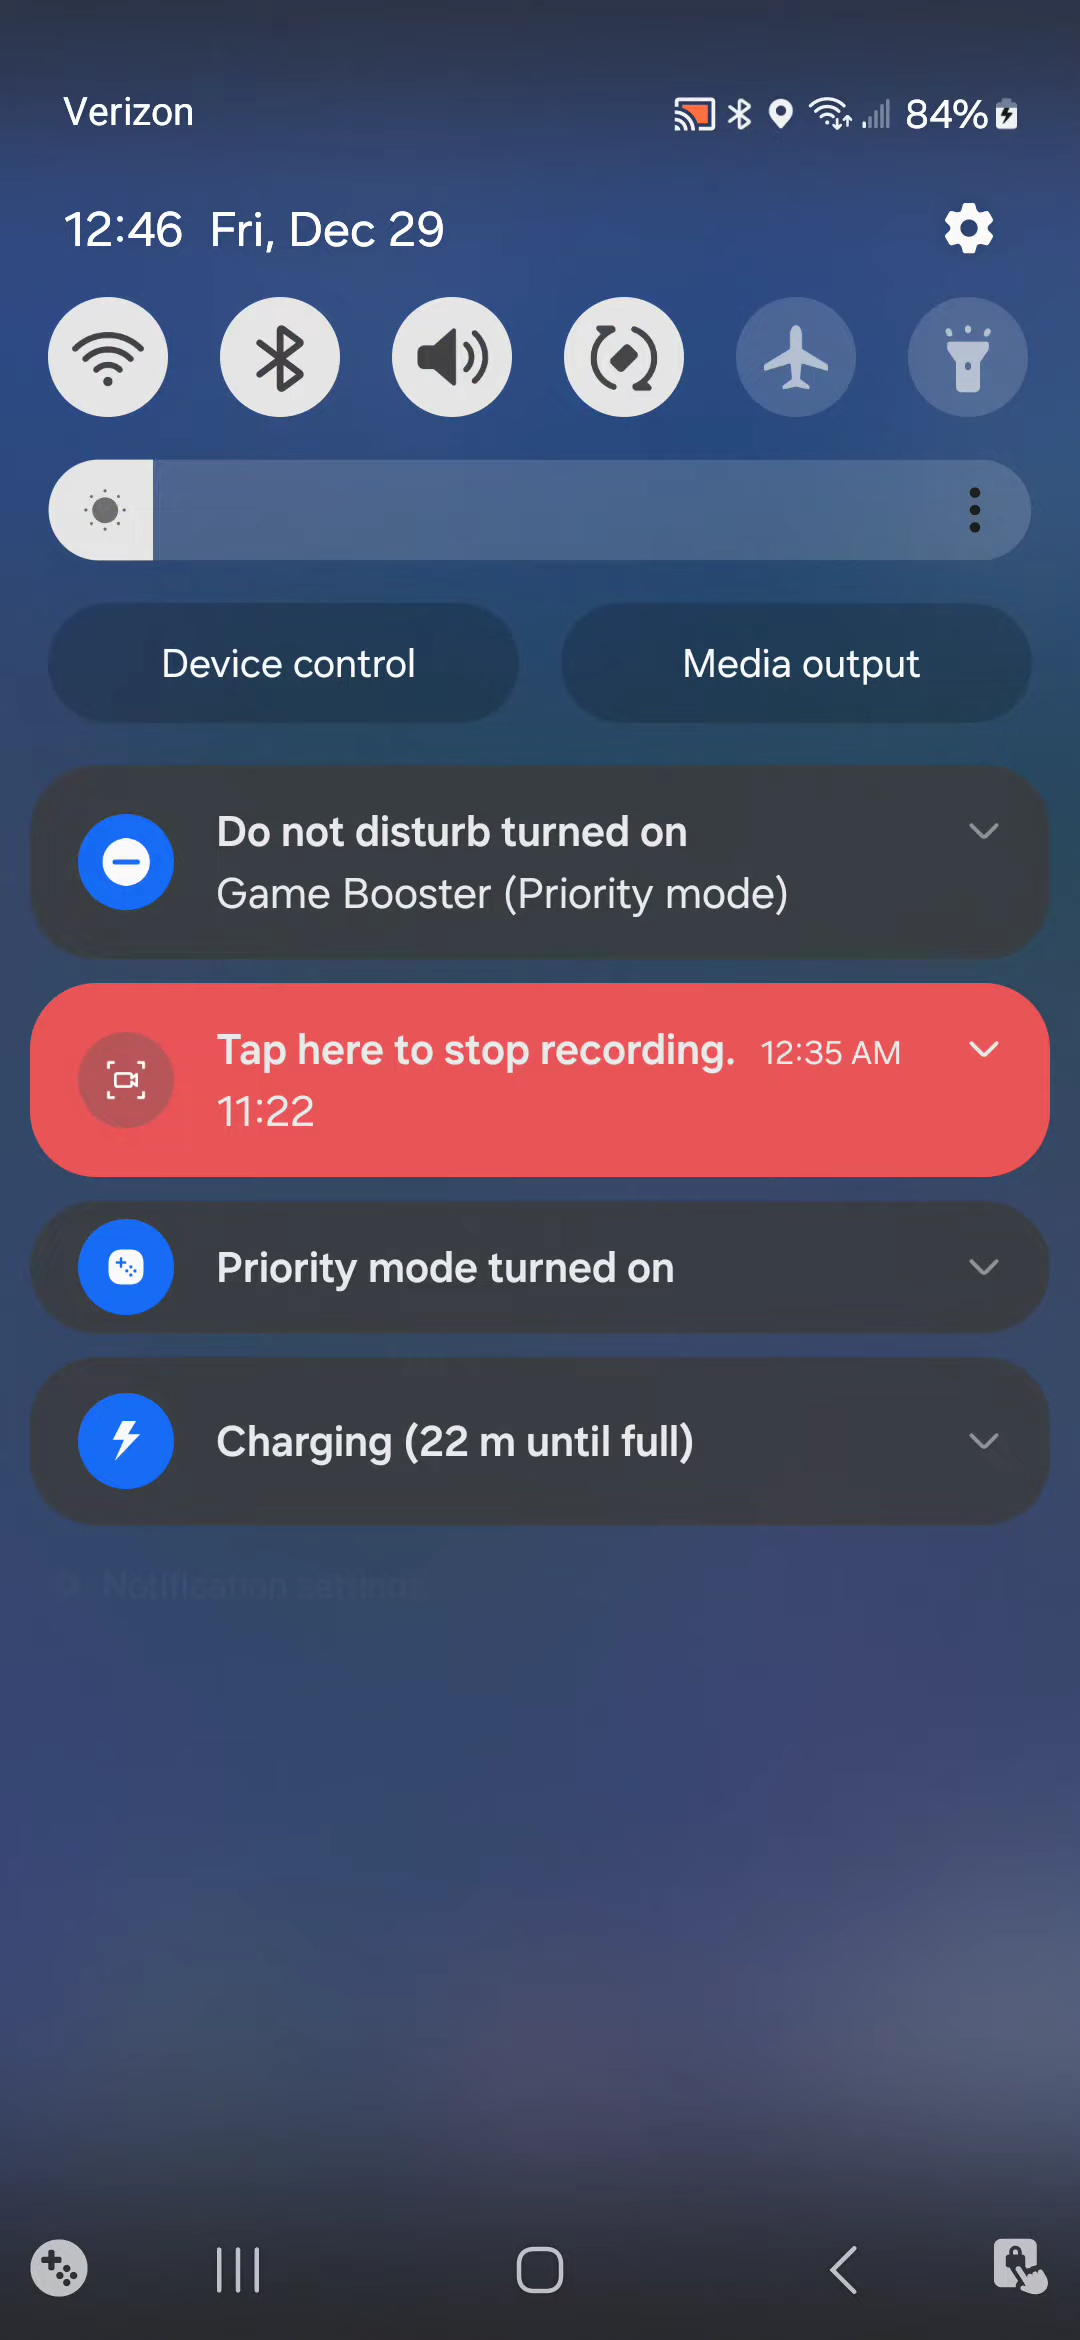 Verizon
84%
12:46 Fri, Dec 29
Device control
Media output
Do not disturb turned on
Game Booster (Priority mode)
Tap here to stop recording. 12:35 AM
11:22
Priority mode turned on
Charging (22 m until full)
Notification settings